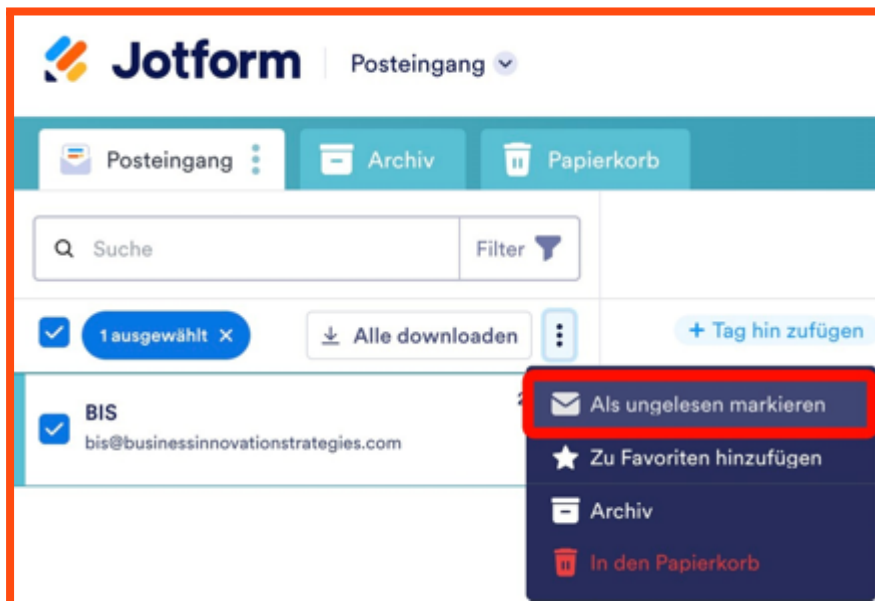 Jotform Posteingang
Posteingang Archiv Papierkorb
Suche Filter
1 ausgewählt X Alle downloaden + Tag hin zufügen
BIS
bis@businessinnovationstrategies.com
Als ungelesen markieren
Zu Favoriten hinzufügen
Archiv
In den Papierkorb